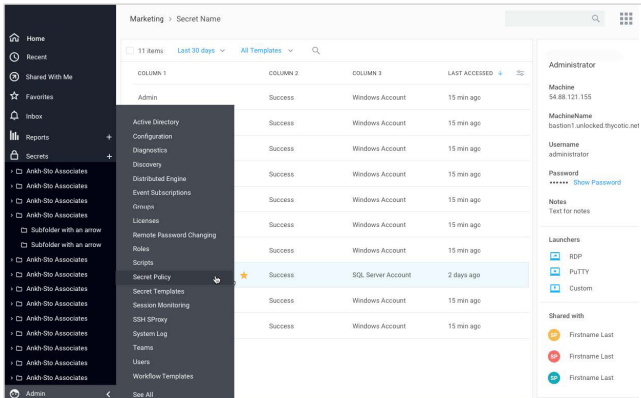 Marketing > Secret Name
Home
Recent
Shared With Me
Favorites
Inbox
Reports +
Secrets +
Ankh-Sto Associates
Ankh-Sto Associates
Ankh-Sto Associates
Ankh-Sto Associates
Subfolder with an arrow
Subfolder with an arrow
Ankh-Sto Associates
Ankh-Sto Associates
Ankh-Sto Associates
Ankh-Sto Associates
Ankh-Sto Associates
Ankh-Sto Associates
Ankh-Sto Associates
Ankh-Sto Associates
Ankh-Sto Associates
Admin <
Active Directory
Configuration
Diagnostics
Discovery
Distributed Engine
Event Subscriptions
Groups
Licenses
Remote Password Changing
Roles
Scripts
Secret Policy
Secret Templates
Session Monitoring
SSH SProxy
System Log
Teams
Users
Workflow Templates
See All
11 items Last 30 days All Templates
COLUMN 1 COLUMN 2 COLUMN 3 LAST ACCESSED
Admin Success Windows Account 15 min ago
Success Windows Account 15 min ago
Success Windows Account 15 min ago
Success Windows Account 15 min ago
Success Windows Account 15 min ago
Success Windows Account 15 min ago
Success Windows Account 15 min ago
Success SQL Server Account 2 days ago
Success Windows Account 15 min ago
Success Windows Account 15 min ago
Administrator
Machine
54.88.121.155
MachineName
bastion1.unlocked.thycotic.net
Username
administrator
Password
•••••• Show Password
Notes
Text for notes
Launchers
RDP
PuTTY
Custom
Shared with
SP Firstname Last
SP Firstname Last
SP Firstname Last